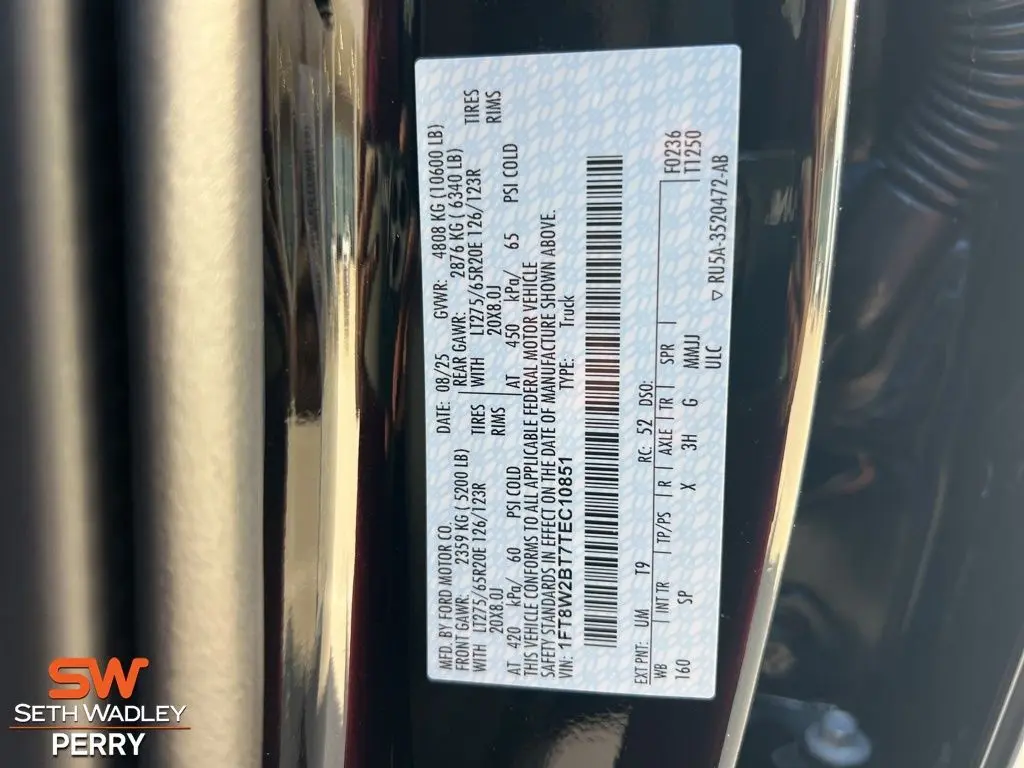 MFD. BY FORD MOTOR CO.
DATE: 08/25 GVWR: 4808 KG (10600 LB)
FRONT GAWR: 2359 KG ( 5200 LB) REAR GAWR: 2876 KG ( 6340 LB)
WITH LT275/65R20E 126/123R TIRES WITH LT275/65R20E 126/123R TIRES
20X8.0J RIMS 20X8.0J RIMS
AT 420 kPa/ 60 PSI COLD AT 450 kPa/ 65 PSI COLD
THIS VEHICLE CONFORMS TO ALL APPLICABLE FEDERAL MOTOR VEHICLE
SAFETY STANDARDS IN EFFECT ON THE DATE OF MANUFACTURE SHOWN ABOVE.
VIN: 1FT8W2BT7TEC10851 TYPE: Truck
EXT PNT: UM T9 RC: 52 DSO: F0236
WB INT TR TP/PS R AXLE TR SPR T1250
160 SP X 3H G MMJJ
ULC
▽ RU5A-3520472-AB
SW
SETH WADLEY
PERRY